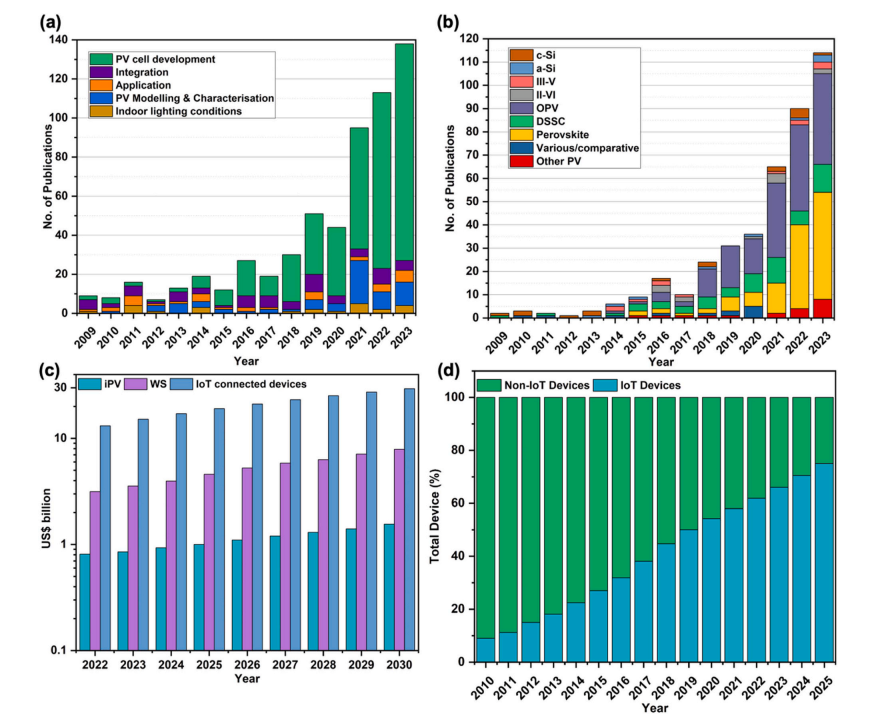 (a)
No. of Publications
140
120
100
80
60
40
20
0
PV cell development
Integration
Application
PV Modelling & Characterisation
Indoor lighting conditions
2009 2010 2011 2012 2013 2014 2015 2016 2017 2018 2019 2020 2021 2022 2023
Year
(b)
No. of Publications
120
110
100
90
80
70
60
50
40
30
20
10
0
c-Si
a-Si
III-V
II-VI
OPV
DSSC
Perovskite
Various/comparative
Other PV
2009 2010 2011 2012 2013 2014 2015 2016 2017 2018 2019 2020 2021 2022 2023
Year
(c)
US$ billion
30
10
1
0.1
iPV WS IoT connected devices
2022 2023 2024 2025 2026 2027 2028 2029 2030
Year
(d)
Total Device (%)
100
80
60
40
20
0
Non-IoT Devices IoT Devices
2010 2011 2012 2013 2014 2015 2016 2017 2018 2019 2020 2021 2022 2023 2024 2025
Year